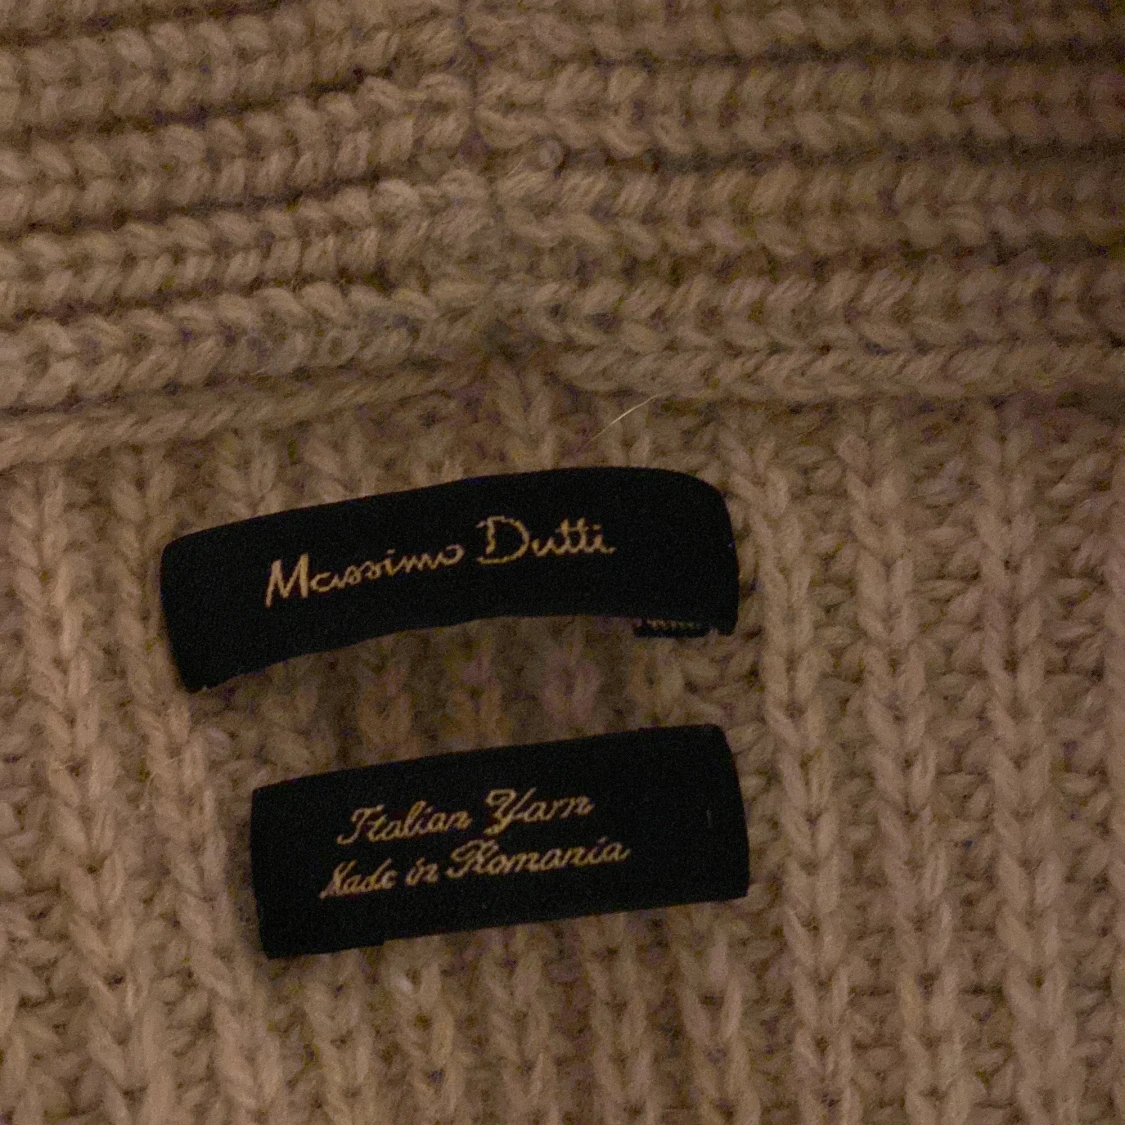 Massimo Dutti
Italian Yarn
Made in Romania